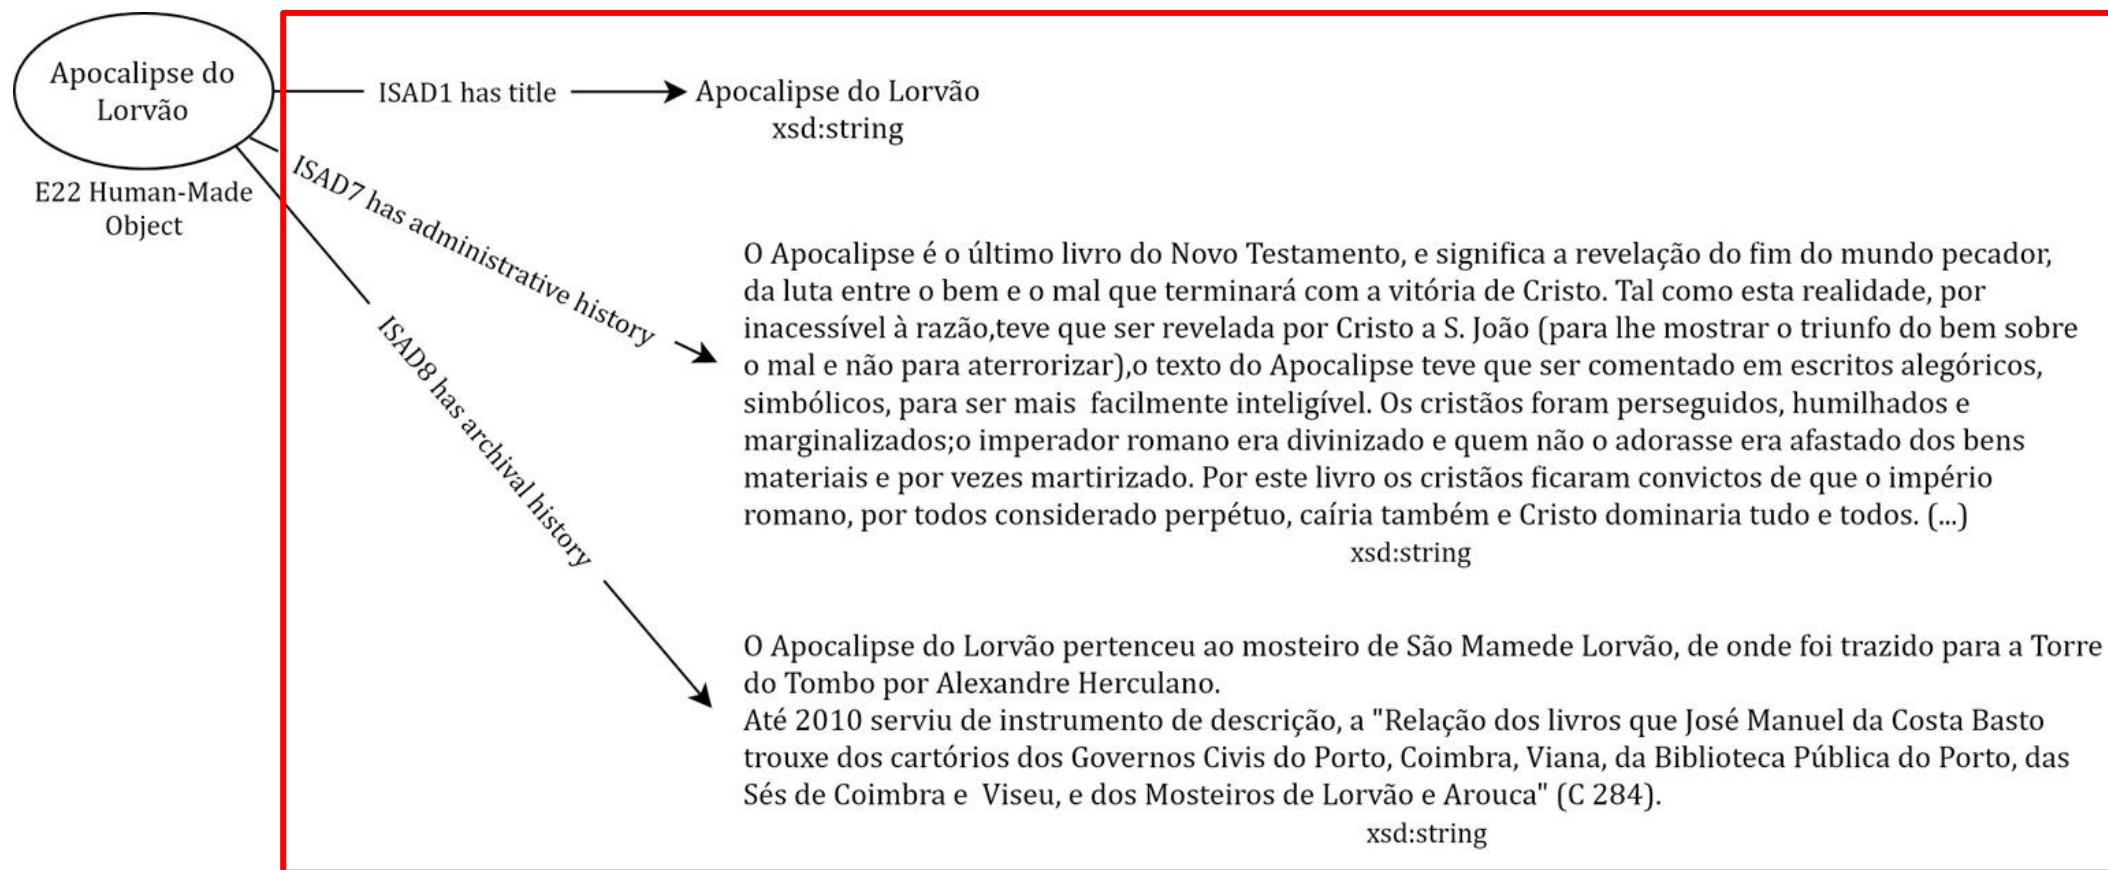 Apocalipse do
Lorvão
E22 Human-Made
Object
ISAD1 has title
Apocalipse do Lorvão
xsd:string
ISAD7 has administrative history
O Apocalipse é o último livro do Novo Testamento, e significa a revelação do fim do mundo pecador,
da luta entre o bem e o mal que terminará com a vitória de Cristo. Tal como esta realidade, por
inacessível à razão,teve que ser revelada por Cristo a S. João (para lhe mostrar o triunfo do bem sobre
o mal e não para aterrorizar),o texto do Apocalipse teve que ser comentado em escritos alegóricos,
simbólicos, para ser mais  facilmente inteligível. Os cristãos foram perseguidos, humilhados e
marginalizados;o imperador romano era divinizado e quem não o adorasse era afastado dos bens
materiais e por vezes martirizado. Por este livro os cristãos ficaram convictos de que o império
romano, por todos considerado perpétuo, caíria também e Cristo dominaria tudo e todos. (...)
xsd:string
ISAD8 has archival history
O Apocalipse do Lorvão pertenceu ao mosteiro de São Mamede Lorvão, de onde foi trazido para a Torre
do Tombo por Alexandre Herculano.
Até 2010 serviu de instrumento de descrição, a "Relação dos livros que José Manuel da Costa Basto
trouxe dos cartórios dos Governos Civis do Porto, Coimbra, Viana, da Biblioteca Pública do Porto, das
Sés de Coimbra e  Viseu, e dos Mosteiros de Lorvão e Arouca" (C 284).
xsd:string